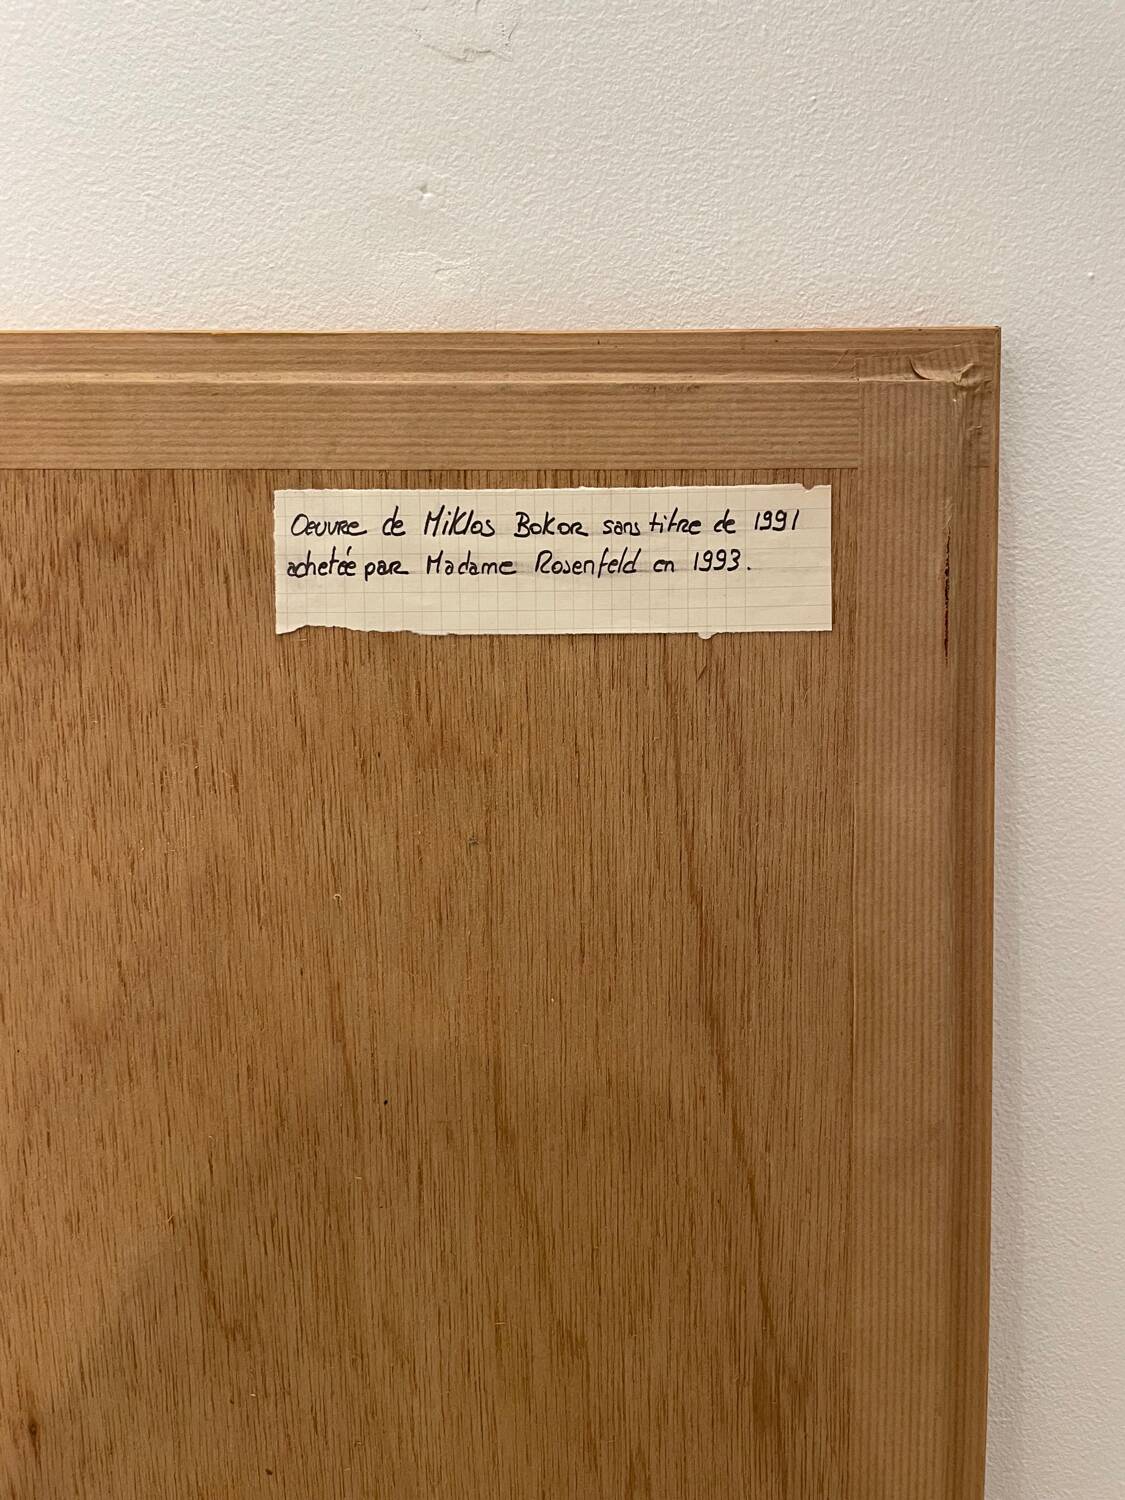 Oeuvre de Miklos Bokor sans titre de 1991
achetée par Madame Rosenfeld en 1993.